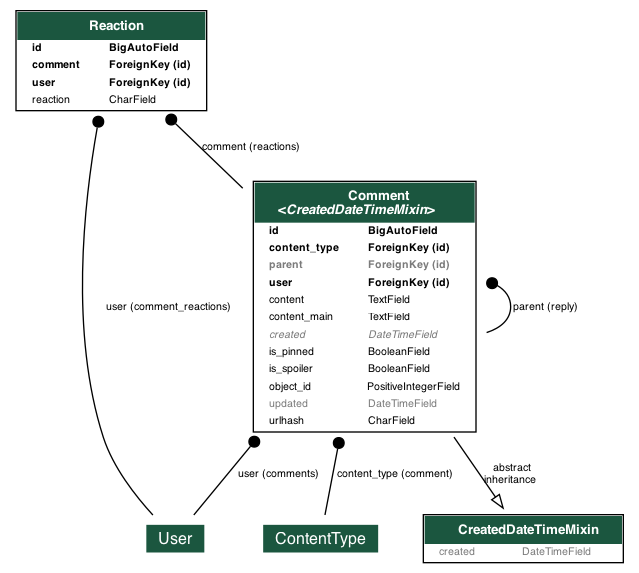 Reaction
id BigAutoField
comment ForeignKey (id)
user ForeignKey (id)
reaction CharField
comment (reactions)
Comment
<CreatedDateTimeMixin>
id BigAutoField
content_type ForeignKey (id)
parent ForeignKey (id)
user ForeignKey (id)
content TextField
content_main TextField
created DateTimeField
is_pinned BooleanField
is_spoiler BooleanField
object_id PositiveIntegerField
updated DateTimeField
urlhash CharField
user (comment_reactions)
parent (reply)
user (comments)
content_type (comment)
abstract
inheritance
User
ContentType
CreatedDateTimeMixin
created DateTimeField